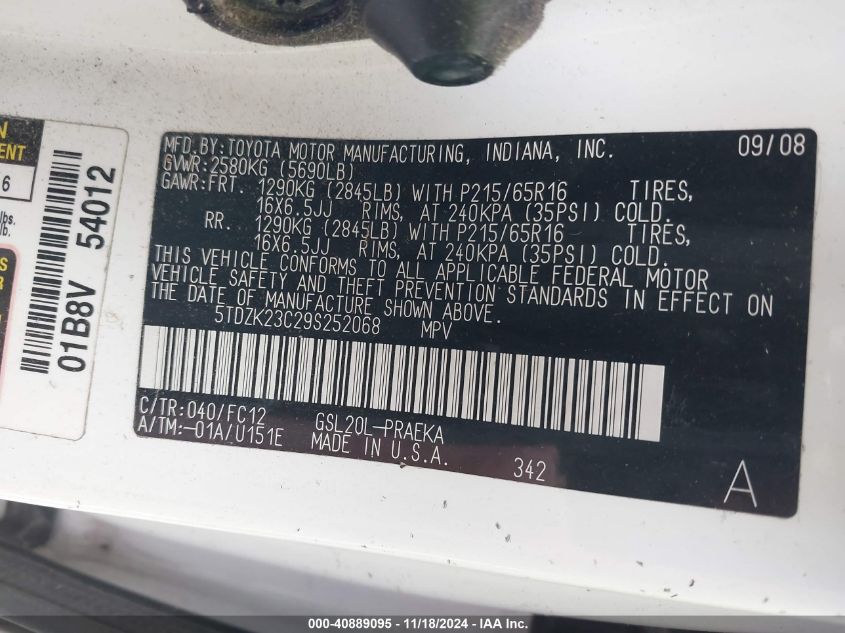 N
ENT
6
lbs.
lb.
S
R
01B8V 54012
MFD.BY:TOYOTA MOTOR MANUFACTURING, INDIANA, INC. 09/08
GVWR:2580KG (5690LB)
GAWR:FRT. 1290KG (2845LB) WITH P215/65R16 TIRES,
16X6.5JJ RIMS, AT 240KPA (35PSI) COLD.
RR. 1290KG (2845LB) WITH P215/65R16 TIRES,
16X6.5JJ RIMS, AT 240KPA (35PSI) COLD.
THIS VEHICLE CONFORMS TO ALL APPLICABLE FEDERAL MOTOR
VEHICLE SAFETY AND THEFT PREVENTION STANDARDS IN EFFECT ON
THE DATE OF MANUFACTURE SHOWN ABOVE.
5TDZK23C29S252068 MPV
C/TR:040/FC12 GSL20L-PRAEKA
A/TM:-01A/U151E MADE IN U.S.A. 342
A
000-40889095 - 11/18/2024 - IAA Inc.